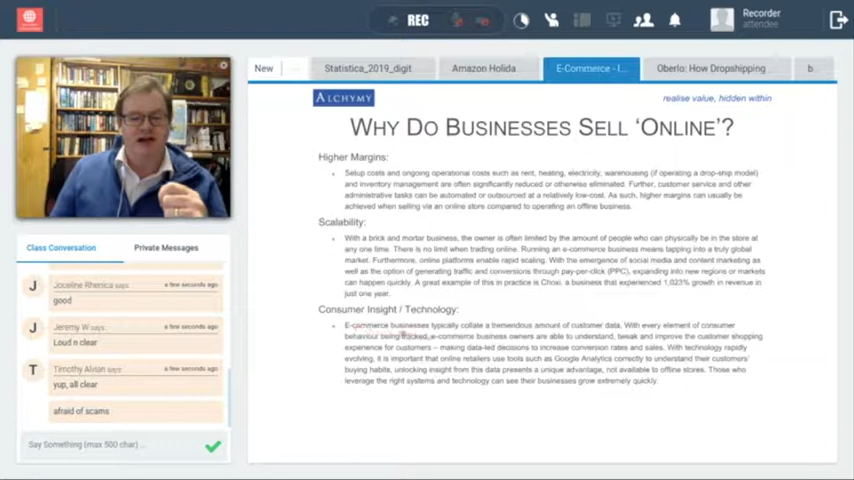 REC
Recorder
attendee
New
Statistica_2019_digit
Amazon Holida
E-Commerce - I...
Oberlo: How Dropshipping
b
ALCHYMY
realise value, hidden within
WHY DO BUSINESSES SELL ‘ONLINE’?
Higher Margins:
Setup costs and ongoing operational costs such as rent, heating, electricity, warehousing (if operating a drop-ship model)
and inventory management are often significantly reduced or otherwise eliminated. Further, customer service and other
administrative tasks can be automated or outsourced at a relatively low-cost. As such, higher margins can usually be
achieved when selling via an online store compared to operating an offline business.
Scalability:
With a brick and mortar business, the owner is often limited by the amount of people who can physically be in the store at
any one time. There is no limit when trading online. Running an e-commerce business means tapping into a truly global
market. Furthermore, online platforms enable rapid scaling. With the emergence of social media and content marketing as
well as the option of generating traffic and conversions through pay-per-click (PPC), expanding into new regions or markets
can happen quickly. A great example of this in practice is Choxi, a business that experienced 1,023% growth in revenue in
just one year.
Consumer Insight / Technology:
E-commerce businesses typically collate a tremendous amount of customer data. With every element of consumer
behaviour being tracked, e-commerce business owners are able to understand, tweak and improve the customer shopping
experience for customers – making data-led decisions to increase conversion rates and sales. With technology rapidly
evolving, it is important that online retailers use tools such as Google Analytics correctly to understand their customers'
buying habits, unlocking insight from this data presents a unique advantage, not available to offline stores. Those who
leverage the right systems and technology can see their businesses grow extremely quickly.
Class Conversation
Private Messages
J
Joceline Rhenica says
a few seconds ago
good
J
Jeremy W says
a few seconds ago
Loud n clear
T
Timothy Alvian says
a few seconds ago
yup, all clear
afraid of scams
Say Something (max 500 char) ...